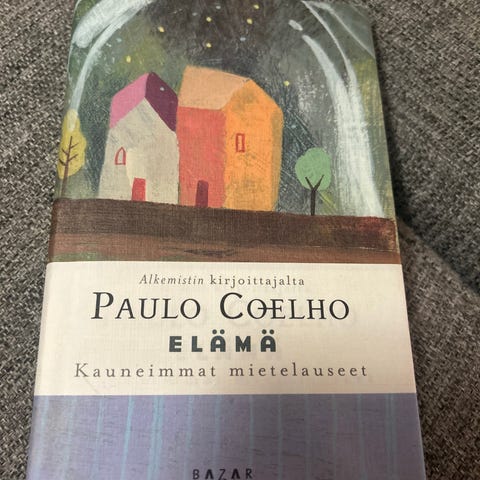 Alkemistin kirjoittajalta
PAULO COELHO
ELÄMÄ
Kauneimmat mietelauseet
BAZAR